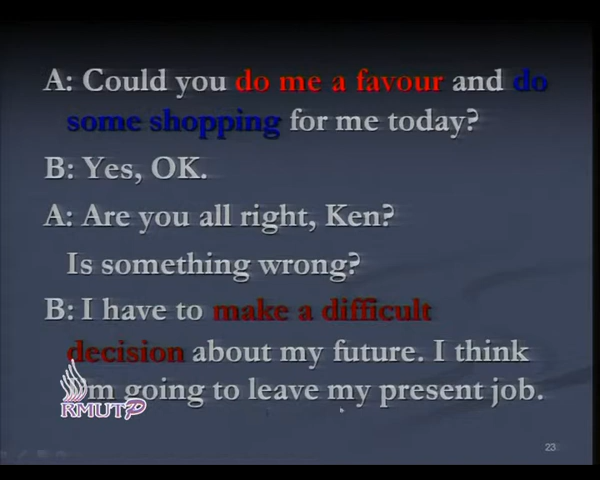 A: Could you do me a favour and do
some shopping for me today?
B: Yes, OK.
A: Are you all right, Ken?
Is something wrong?
B: I have to make a difficult
decision about my future. I think
I'm going to leave my present job.
RMUTP
23